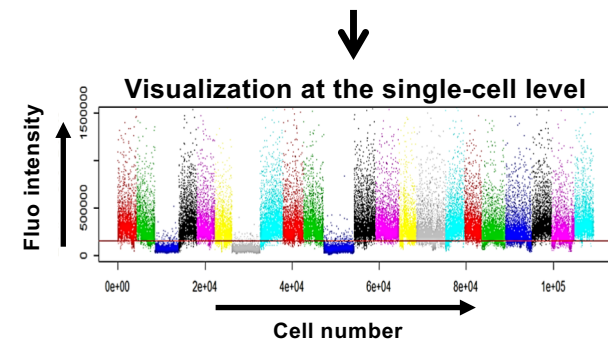 Visualization at the single-cell level
Fluo intensity
1500000
500000
0
0e+00 2e+04 4e+04 6e+04 8e+04 1e+05
Cell number